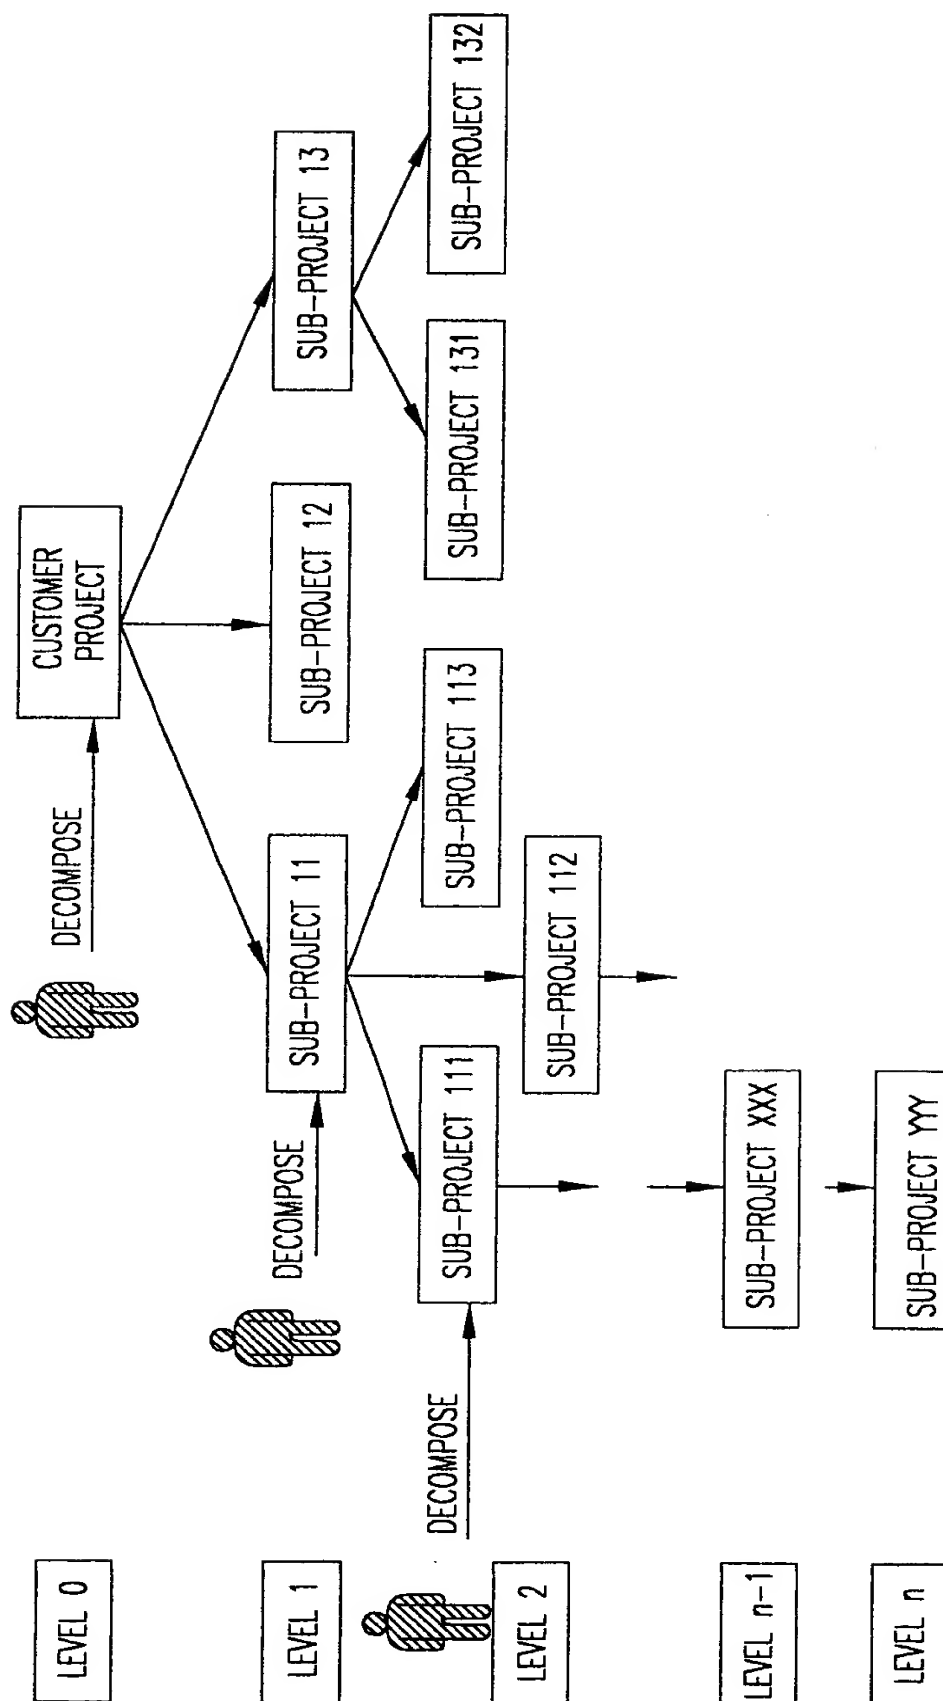 LEVEL 0
DECOMPOSE
CUSTOMER
PROJECT
LEVEL 1
DECOMPOSE
SUB-PROJECT 11
SUB-PROJECT 12
SUB-PROJECT 13
LEVEL 2
DECOMPOSE
SUB-PROJECT 111
SUB-PROJECT 112
SUB-PROJECT 113
SUB-PROJECT 131
SUB-PROJECT 132
LEVEL n-1
SUB-PROJECT XXX
LEVEL n
SUB-PROJECT YYY